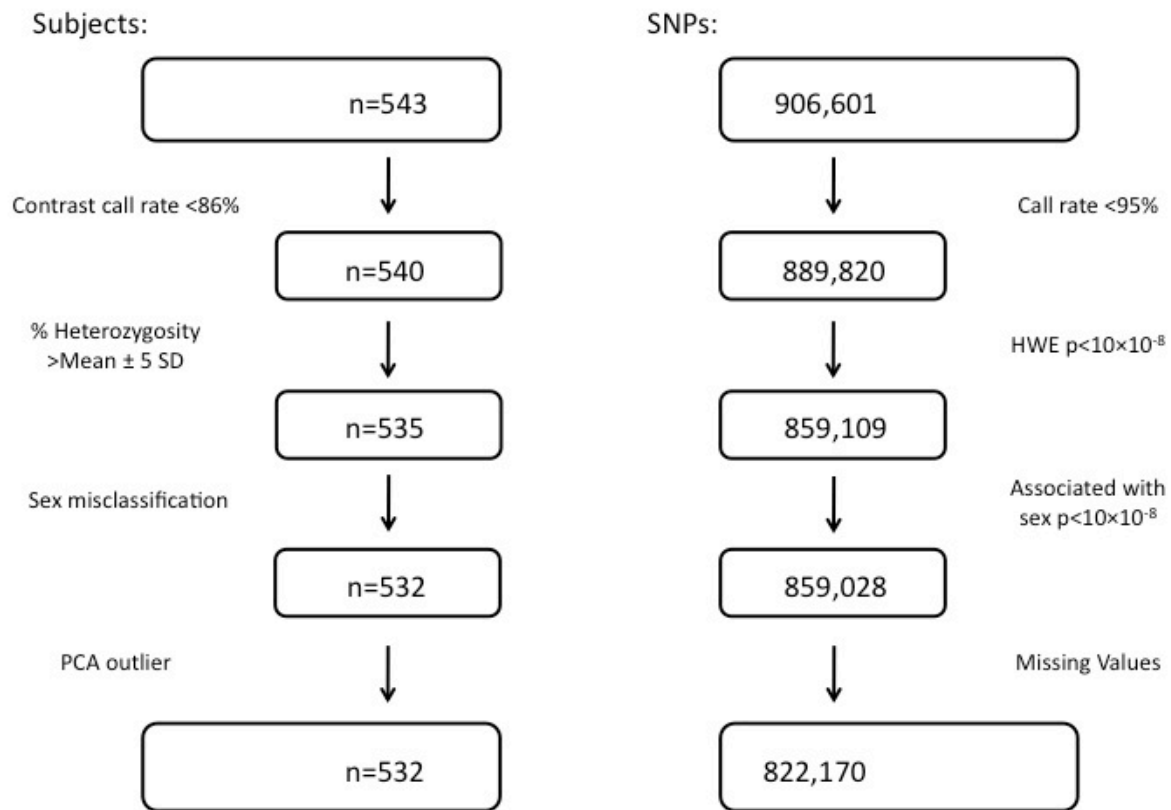 Subjects:
n=543
Contrast call rate <86%
n=540
% Heterozygosity
>Mean ± 5 SD
n=535
Sex misclassification
n=532
PCA outlier
n=532
SNPs:
906,601
Call rate <95%
889,820
HWE p<10×10⁻⁸
859,109
Associated with
sex p<10×10⁻⁸
859,028
Missing Values
822,170